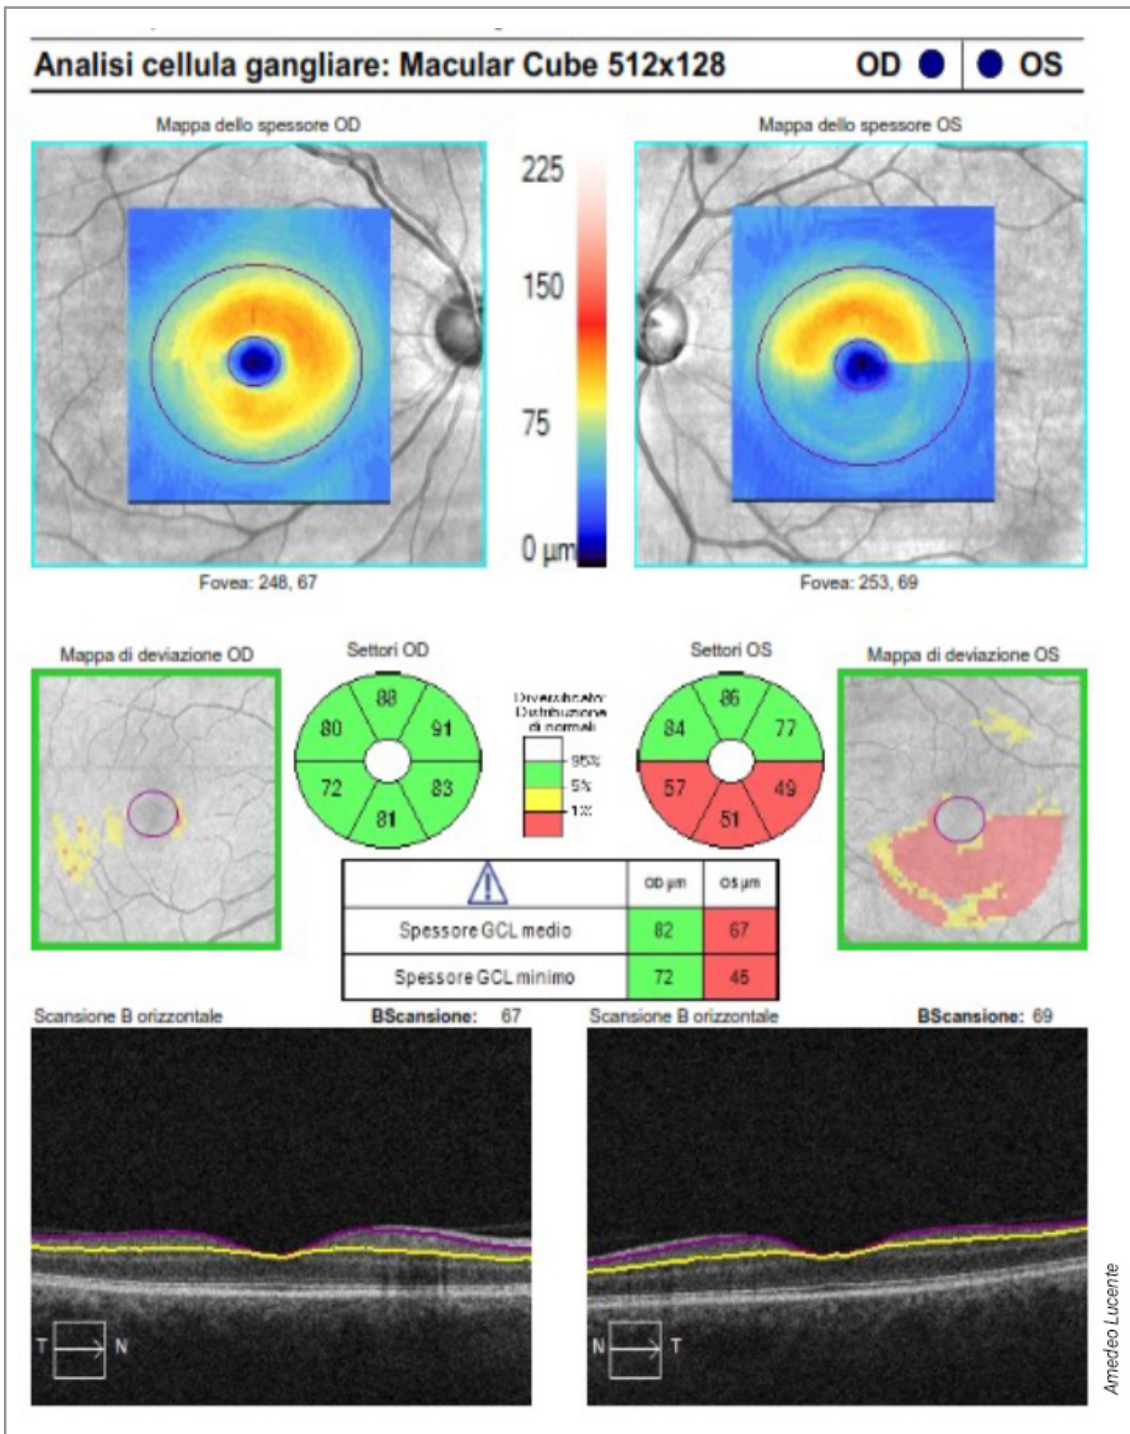 Analisi cellula gangliare: Macular Cube 512x128
OD OS
Mappa dello spessore OD
Mappa dello spessore OS
225
150
75
0 µm
Fovea: 248, 67
Fovea: 253, 69
Mappa di deviazione OD
Settori OD
Settori OS
Mappa di deviazione OS
88
80 91
72 83
81
Diversificato:
Distribuzione
di normali
95%
5%
1%
86
84 77
57 49
51
OD µm OS µm
Spessore GCL medio 82 67
Spessore GCL minimo 72 45
Scansione B orizzontale BScansione: 67
Scansione B orizzontale BScansione: 69
T N
N T
Amedeo Lucente